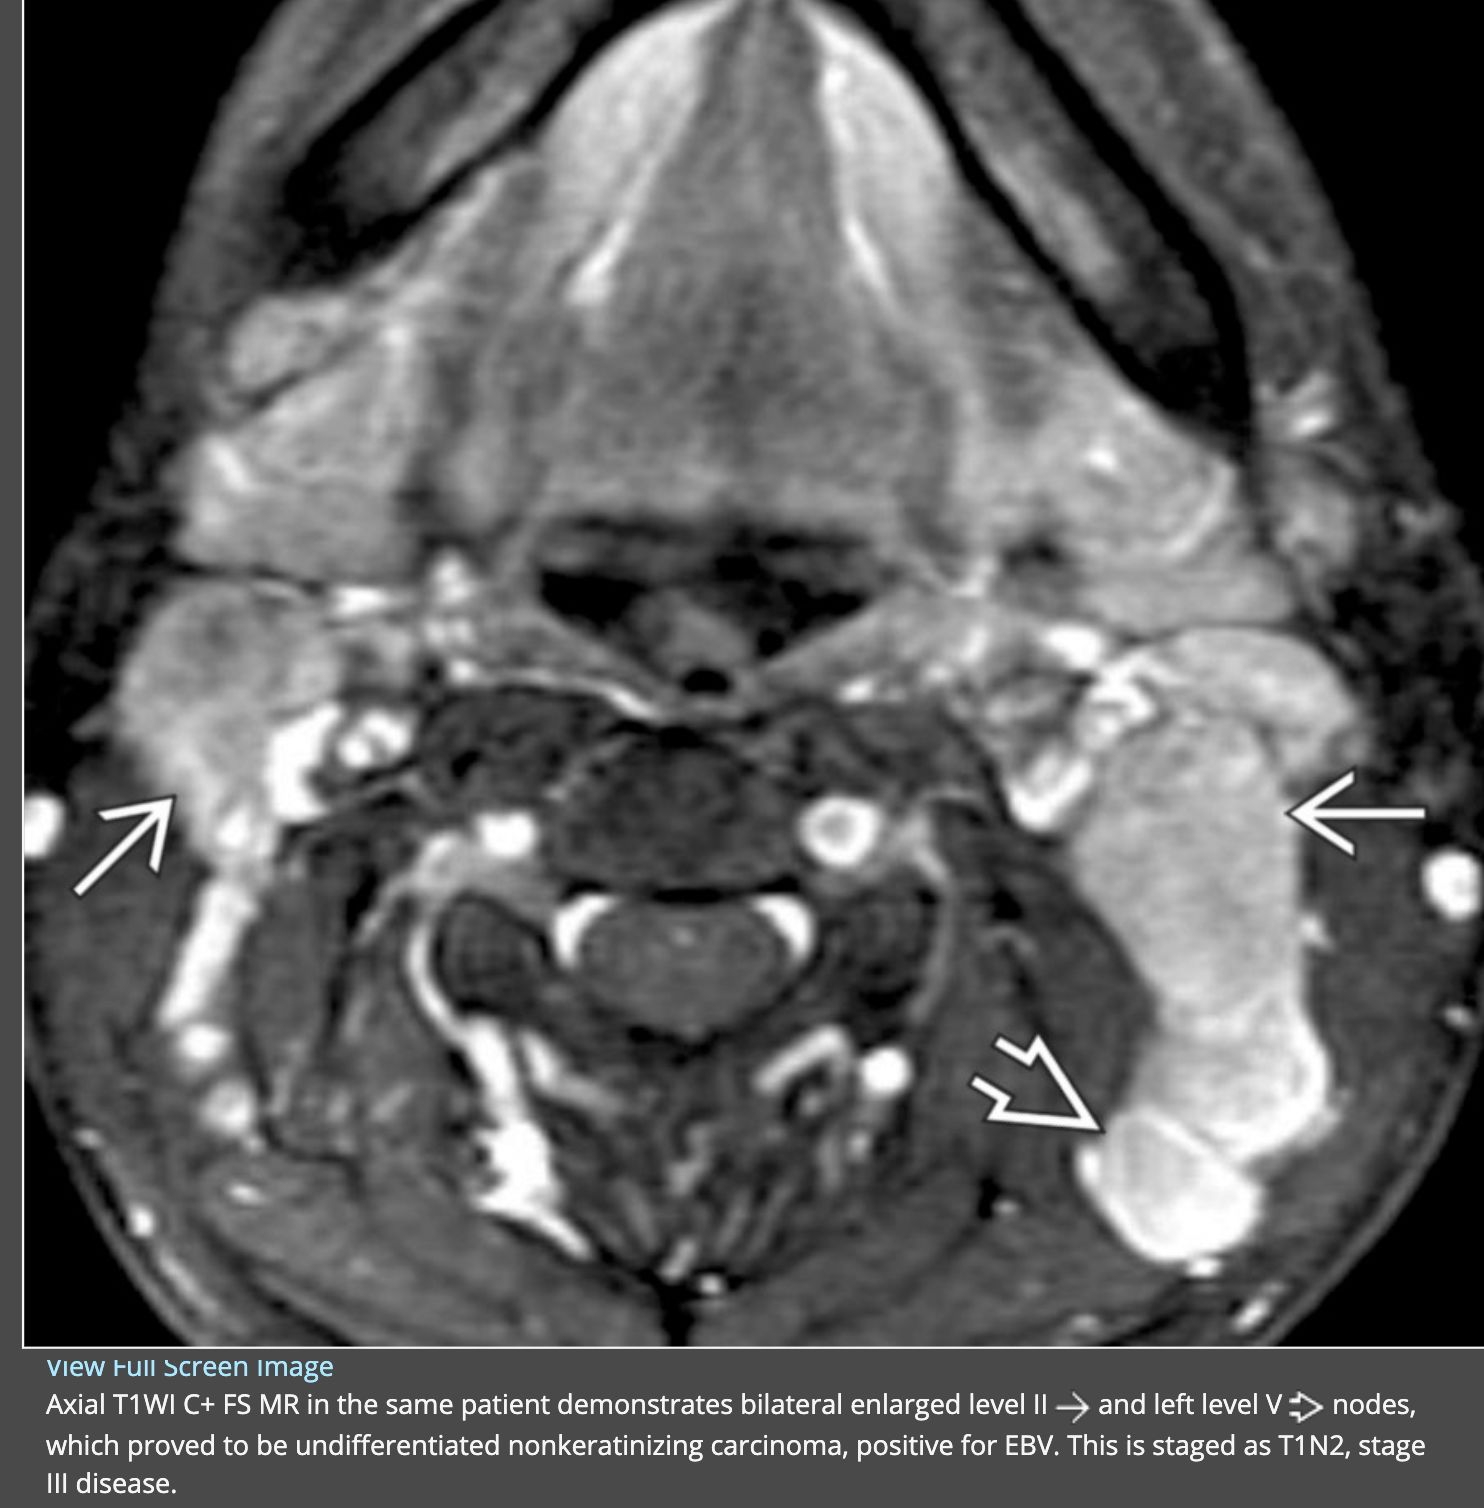 View Full Screen Image
Axial T1WI C+ FS MR in the same patient demonstrates bilateral enlarged level II → and left level V ⇨ nodes,
which proved to be undifferentiated nonkeratinizing carcinoma, positive for EBV. This is staged as T1N2, stage
III disease.